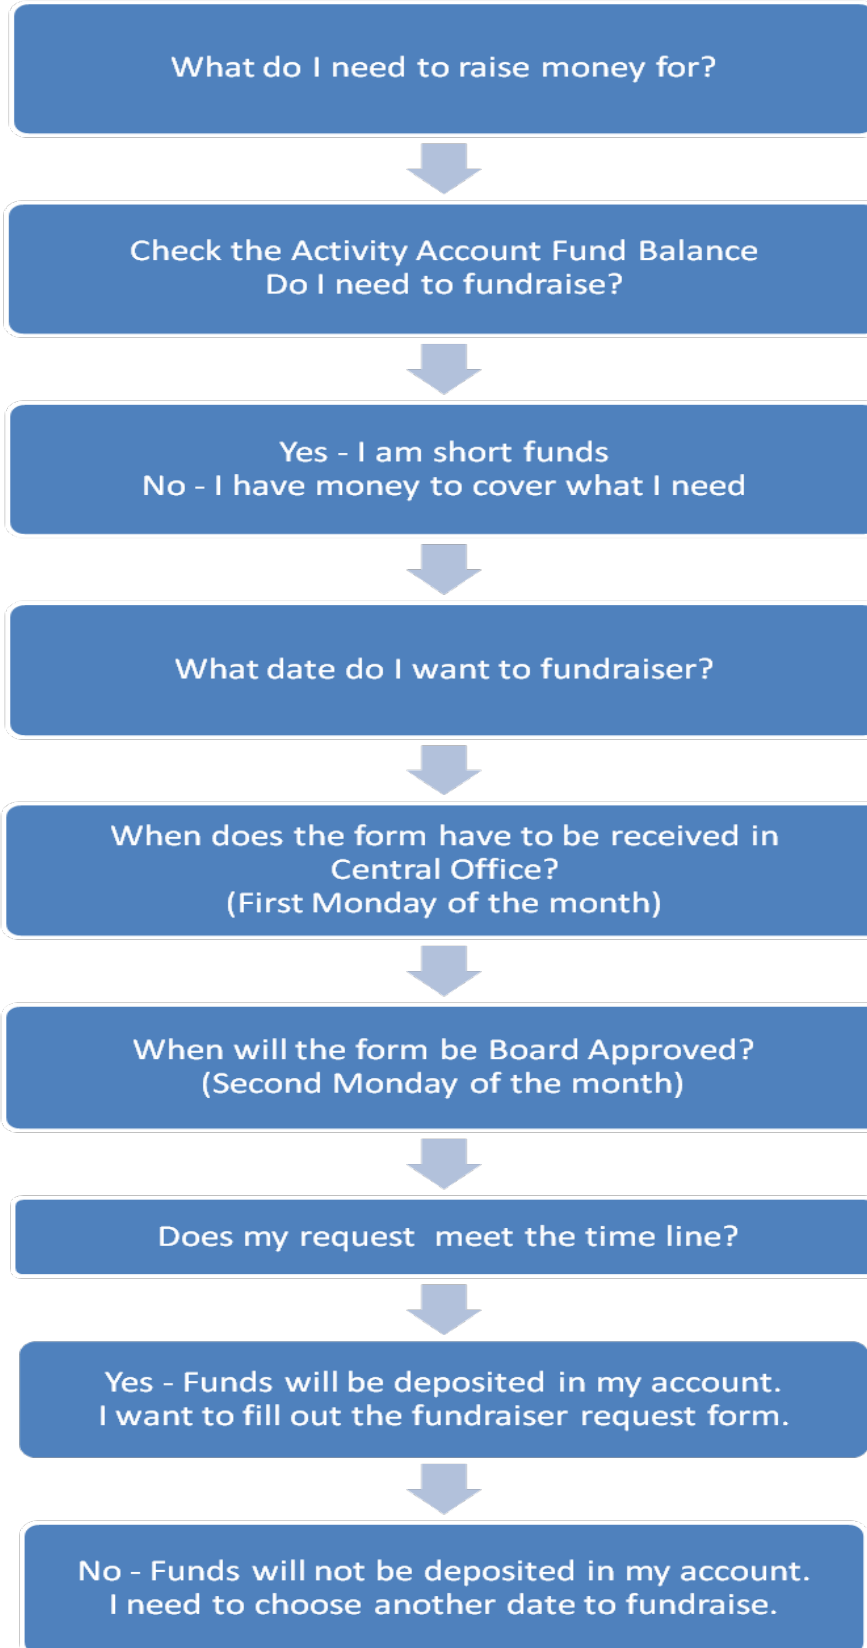 What do I need to raise money for?
Check the Activity Account Fund Balance
Do I need to fundraise?
Yes - I am short funds
No - I have money to cover what I need
What date do I want to fundraiser?
When does the form have to be received in
Central Office?
(First Monday of the month)
When will the form be Board Approved?
(Second Monday of the month)
Does my request meet the time line?
Yes - Funds will be deposited in my account.
I want to fill out the fundraiser request form.
No - Funds will not be deposited in my account.
I need to choose another date to fundraise.